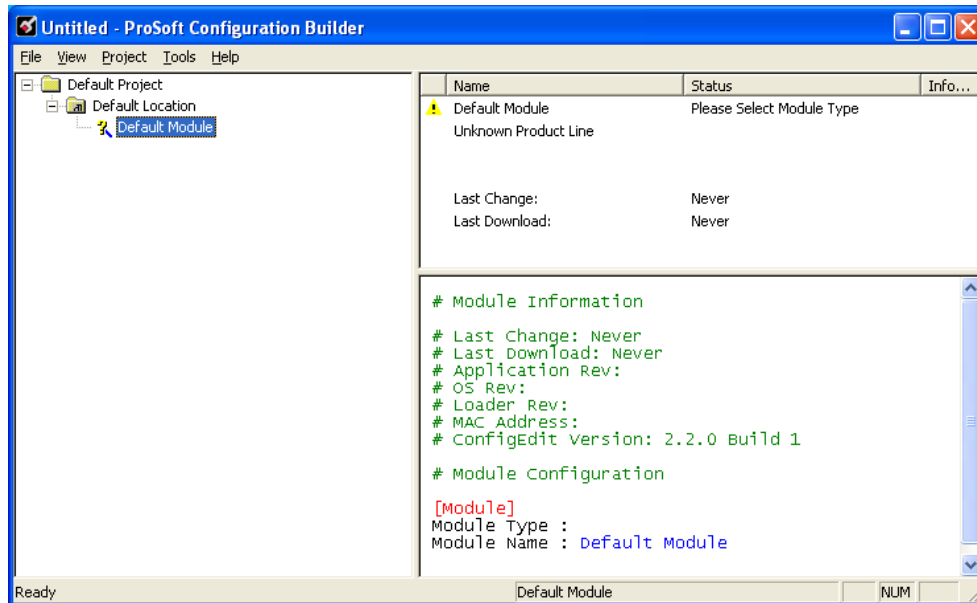 Untitled - ProSoft Configuration Builder
File View Project Tools Help
Default Project
Default Location
Default Module
Name Status Info...
Default Module Please Select Module Type
Unknown Product Line
Last Change: Never
Last Download: Never
# Module Information
# Last Change: Never
# Last Download: Never
# Application Rev:
# OS Rev:
# Loader Rev:
# MAC Address:
# ConfigEdit Version: 2.2.0 Build 1
# Module Configuration
[Module]
Module Type :
Module Name : Default Module
Ready Default Module NUM